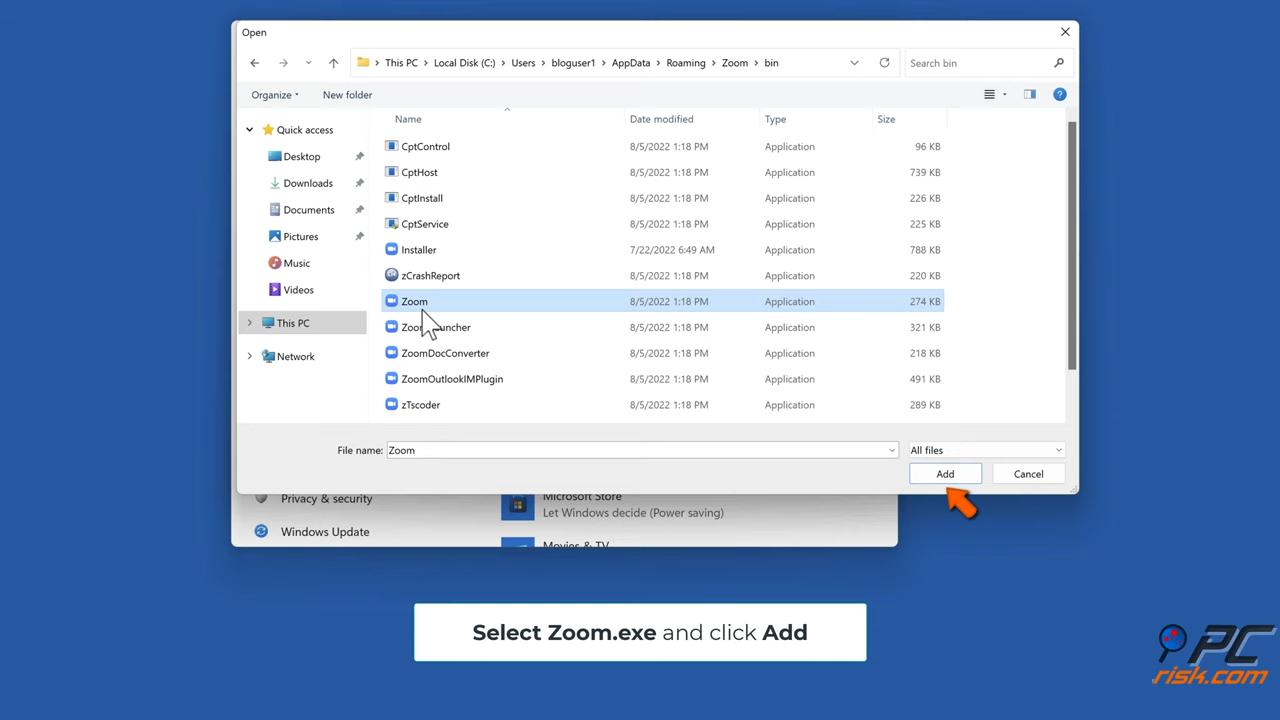 Open
This PC > Local Disk (C:) > Users > bloguser1 > AppData > Roaming > Zoom > bin
Search bin
Organize
New folder
Name Date modified Type Size
Quick access
Desktop
Downloads
Documents
Pictures
Music
Videos
This PC
Network
CptControl 8/5/2022 1:18 PM Application 96 KB
CptHost 8/5/2022 1:18 PM Application 739 KB
CptInstall 8/5/2022 1:18 PM Application 226 KB
CptService 8/5/2022 1:18 PM Application 225 KB
Installer 7/22/2022 6:49 AM Application 788 KB
zCrashReport 8/5/2022 1:18 PM Application 220 KB
Zoom 8/5/2022 1:18 PM Application 274 KB
8/5/2022 1:18 PM Application 321 KB
ZoomDocConverter 8/5/2022 1:18 PM Application 218 KB
ZoomOutlookIMPlugin 8/5/2022 1:18 PM Application 491 KB
zTscoder 8/5/2022 1:18 PM Application 289 KB
File name: Zoom
All files
Add
Cancel
Privacy & security
Windows Update
Microsoft Store
Let Windows decide (Power saving)
Movies & TV
Select Zoom.exe and click Add
PC
risk.com